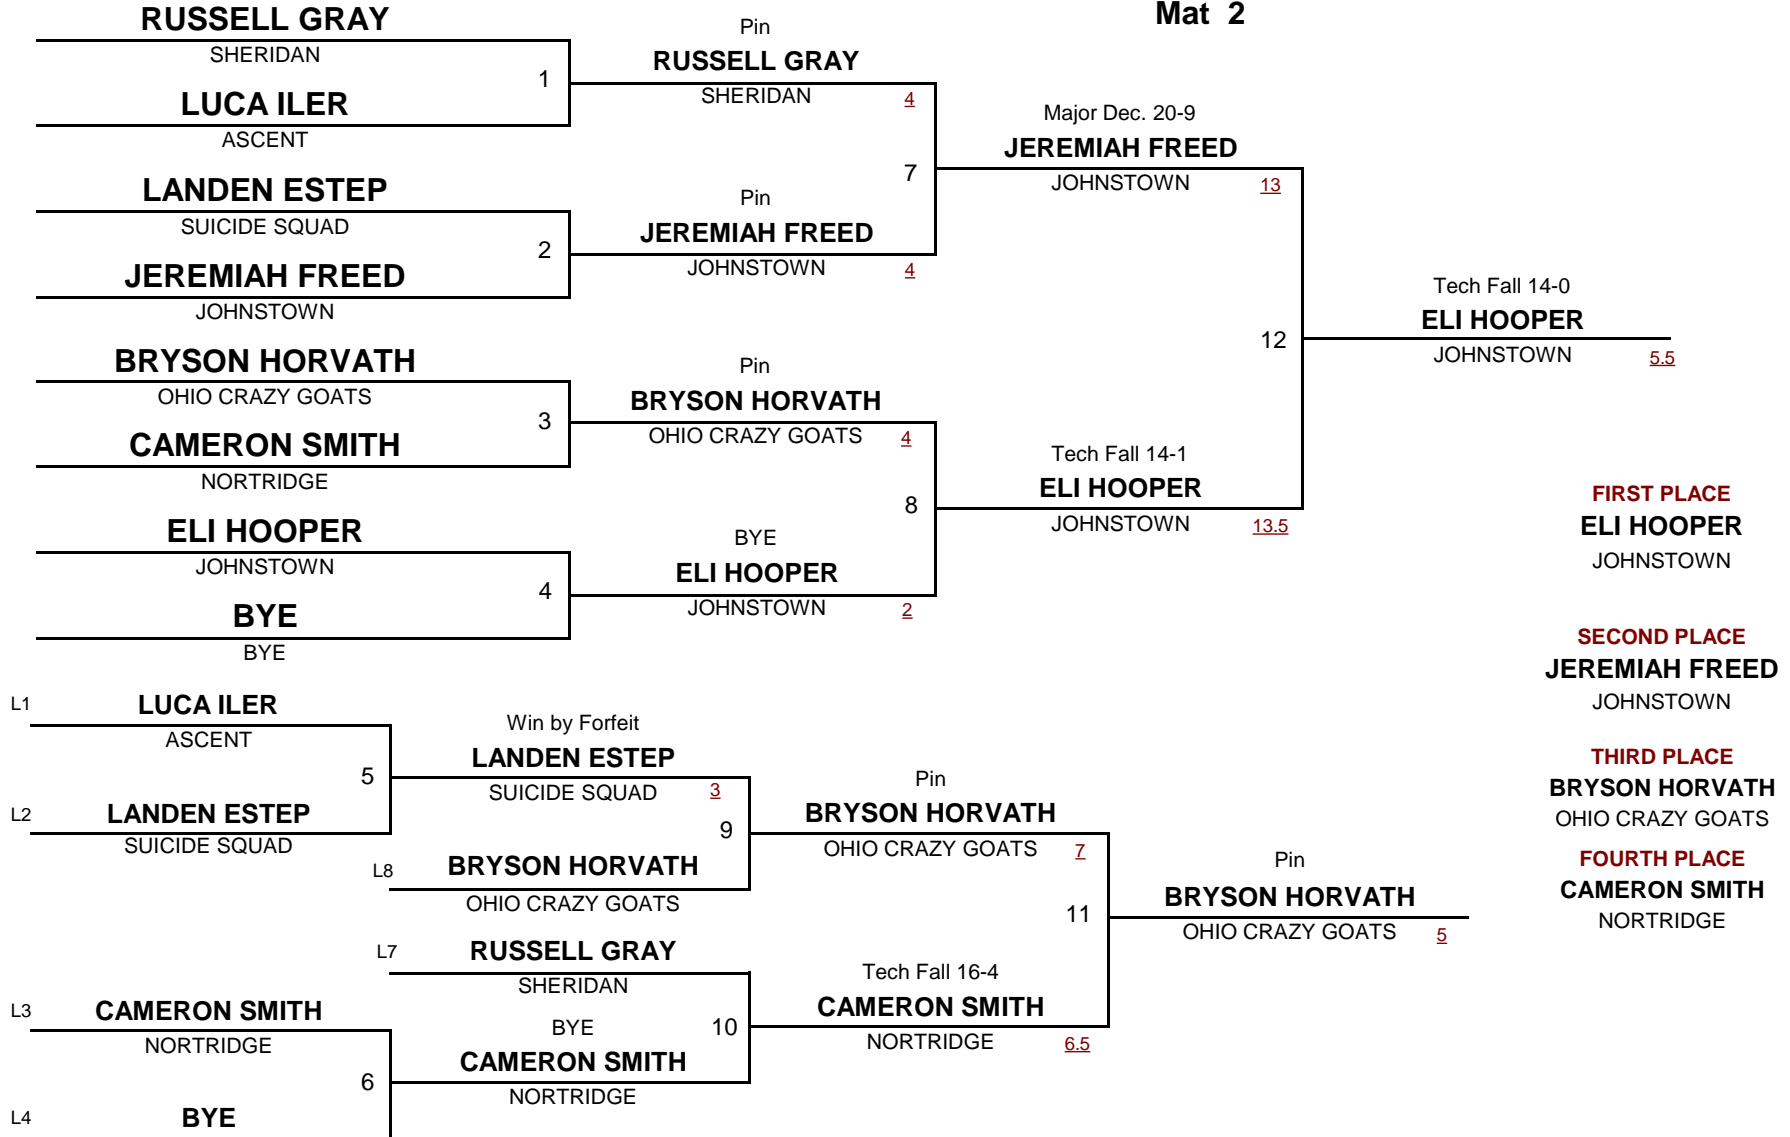 Mat 2
RUSSELL GRAY
SHERIDAN
1
LUCA ILER
ASCENT
LANDEN ESTEP
SUICIDE SQUAD
2
JEREMIAH FREED
JOHNSTOWN
BRYSON HORVATH
OHIO CRAZY GOATS
3
CAMERON SMITH
NORTRIDGE
ELI HOOPER
JOHNSTOWN
4
BYE
BYE
Pin
RUSSELL GRAY
SHERIDAN 4
7
Pin
JEREMIAH FREED
JOHNSTOWN 4
Pin
BRYSON HORVATH
OHIO CRAZY GOATS 4
8
BYE
ELI HOOPER
JOHNSTOWN 2
Major Dec. 20-9
JEREMIAH FREED
JOHNSTOWN 13
12
Tech Fall 14-1
ELI HOOPER
JOHNSTOWN 13.5
Tech Fall 14-0
ELI HOOPER
JOHNSTOWN 5.5
L1 LUCA ILER
ASCENT
5
L2 LANDEN ESTEP
SUICIDE SQUAD
Win by Forfeit
LANDEN ESTEP
SUICIDE SQUAD 3
9
L8 BRYSON HORVATH
OHIO CRAZY GOATS
L7 RUSSELL GRAY
SHERIDAN
10
BYE
CAMERON SMITH
NORTRIDGE
L3 CAMERON SMITH
NORTRIDGE
6
L4 BYE
Pin
BRYSON HORVATH
OHIO CRAZY GOATS 7
11
Tech Fall 16-4
CAMERON SMITH
NORTRIDGE 6.5
Pin
BRYSON HORVATH
OHIO CRAZY GOATS 5
FIRST PLACE
ELI HOOPER
JOHNSTOWN
SECOND PLACE
JEREMIAH FREED
JOHNSTOWN
THIRD PLACE
BRYSON HORVATH
OHIO CRAZY GOATS
FOURTH PLACE
CAMERON SMITH
NORTRIDGE